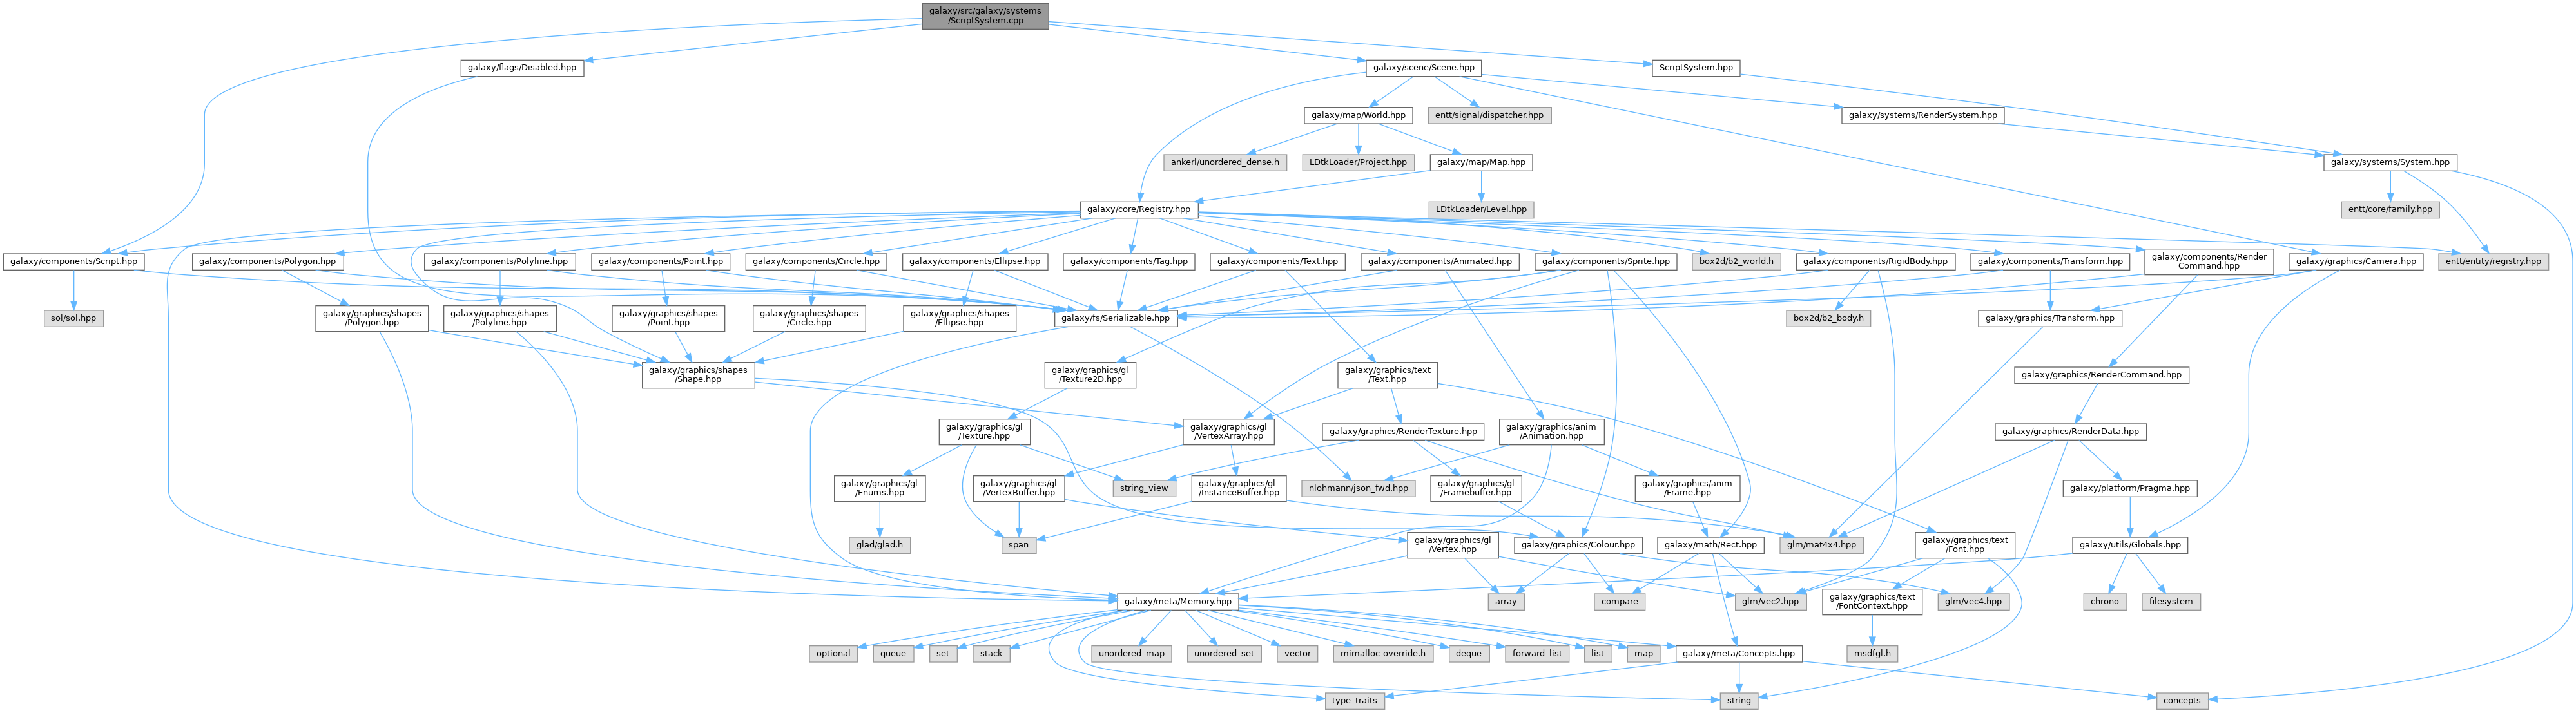 galaxy/src/galaxy/systems
/ScriptSystem.cpp
galaxy/flags/Disabled.hpp
galaxy/scene/Scene.hpp
ScriptSystem.hpp
galaxy/map/World.hpp
entt/signal/dispatcher.hpp
galaxy/systems/RenderSystem.hpp
ankerl/unordered_dense.h
LDtkLoader/Project.hpp
galaxy/map/Map.hpp
galaxy/systems/System.hpp
galaxy/core/Registry.hpp
LDtkLoader/Level.hpp
entt/core/family.hpp
galaxy/components/Script.hpp
galaxy/components/Polygon.hpp
galaxy/components/Polyline.hpp
galaxy/components/Point.hpp
galaxy/components/Circle.hpp
galaxy/components/Ellipse.hpp
galaxy/components/Tag.hpp
galaxy/components/Text.hpp
galaxy/components/Animated.hpp
galaxy/components/Sprite.hpp
box2d/b2_world.h
galaxy/components/RigidBody.hpp
galaxy/components/Transform.hpp
galaxy/components/Render
Command.hpp
galaxy/graphics/Camera.hpp
entt/entity/registry.hpp
sol/sol.hpp
galaxy/graphics/shapes
/Polygon.hpp
galaxy/graphics/shapes
/Polyline.hpp
galaxy/graphics/shapes
/Point.hpp
galaxy/graphics/shapes
/Circle.hpp
galaxy/graphics/shapes
/Ellipse.hpp
galaxy/fs/Serializable.hpp
box2d/b2_body.h
galaxy/graphics/Transform.hpp
galaxy/graphics/shapes
/Shape.hpp
galaxy/graphics/gl
/Texture2D.hpp
galaxy/graphics/text
/Text.hpp
galaxy/graphics/RenderCommand.hpp
galaxy/graphics/gl
/Texture.hpp
galaxy/graphics/gl
/VertexArray.hpp
galaxy/graphics/RenderTexture.hpp
galaxy/graphics/anim
/Animation.hpp
galaxy/graphics/RenderData.hpp
galaxy/graphics/gl
/Enums.hpp
galaxy/graphics/gl
/VertexBuffer.hpp
string_view
galaxy/graphics/gl
/InstanceBuffer.hpp
nlohmann/json_fwd.hpp
galaxy/graphics/gl
/Framebuffer.hpp
galaxy/graphics/anim
/Frame.hpp
galaxy/platform/Pragma.hpp
glad/glad.h
span
galaxy/graphics/gl
/Vertex.hpp
galaxy/graphics/Colour.hpp
galaxy/math/Rect.hpp
glm/mat4x4.hpp
galaxy/graphics/text
/Font.hpp
galaxy/utils/Globals.hpp
galaxy/meta/Memory.hpp
array
compare
glm/vec2.hpp
galaxy/graphics/text
/FontContext.hpp
glm/vec4.hpp
chrono
filesystem
optional
queue
set
stack
unordered_map
unordered_set
vector
mimalloc-override.h
deque
forward_list
list
map
galaxy/meta/Concepts.hpp
msdfgl.h
type_traits
string
concepts